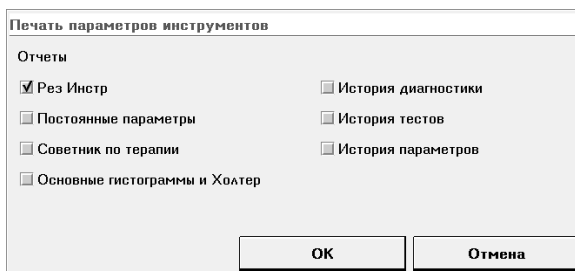 Печать параметров инструментов
Отчеты
Рез Инстр
История диагностики
Постоянные параметры
История тестов
Советник по терапии
История параметров
Основные гистограммы и Холтер
OK
Отмена